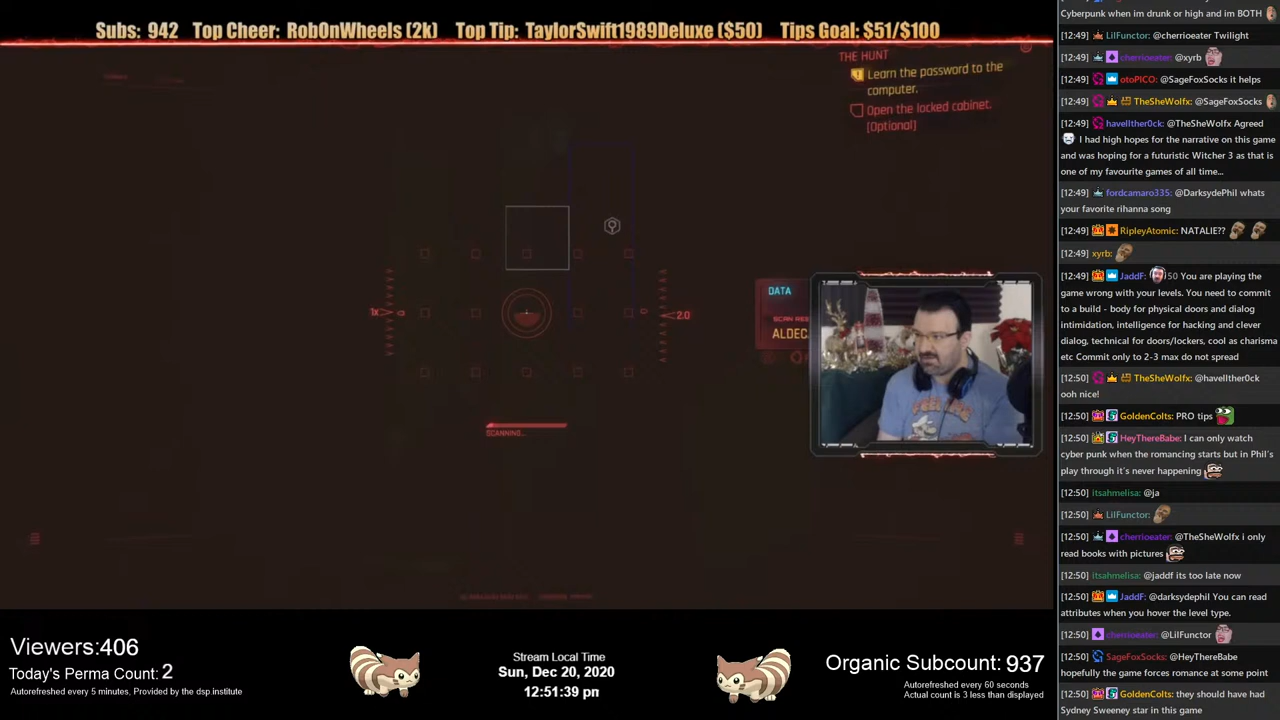 Subs: 942 Top Cheer: RobOnWheels (2k) Top Tip: TaylorSwift1989Deluxe ($50) Tips Goal: $51/$100
THE HUNT
Learn the password to the
computer.
Open the locked cabinet.
[Optional]
1x
2.0
DATA
ALDEC
SCANNING...
Viewers:406
Today's Perma Count: 2
Autorefreshed every 5 minutes, Provided by the dsp institute
Stream Local Time
Sun, Dec 20, 2020
12:51:39 pm
Organic Subcount: 937
Autorefreshed every 60 seconds
Actual count is 3 less than displayed
Cyberpunk when im drunk or high and im BOTH
[12:49] LilFunctor: @cherrioeater Twilight
[12:49] cherrioeater: @xyrb
[12:49] otoPICO: @SageFoxSocks it helps
[12:49] TheSheWolfx: @SageFoxSocks
[12:49] haveIIther0ck: @TheSheWolfx Agreed
I had high hopes for the narrative on this game
and was hoping for a futuristic Witcher 3 as that is
one of my favourite games of all time...
[12:49] fordcamaro335: @DarksydePhil whats
your favorite rihanna song
[12:49] RipleyAtomic: NATALIE??
[12:49] xyrb:
[12:49] JaddF: 50 You are playing the
game wrong with your levels. You need to commit
to a build - body for physical doors and dialog
intimidation, intelligence for hacking and clever
dialog, technical for doors/lockers, cool as charisma
etc Commit only to 2-3 max do not spread
[12:50] TheSheWolfx: @haveIIther0ck
ooh nice!
[12:50] GoldenColts: PRO tips
[12:50] HeyThereBabe: I can only watch
cyber punk when the romancing starts but in Phil's
play through it's never happening
[12:50] itsahmelisa: @ja
[12:50] LilFunctor:
[12:50] cherrioeater: @TheSheWolfx i only
read books with pictures
[12:50] itsahmelisa: @jaddf its too late now
[12:50] JaddF: @darksydephil You can read
attributes when you hover the level type.
[12:50] cherrioeater: @LilFunctor
[12:50] SageFoxSocks: @HeyThereBabe
hopefully the game forces romance at some point
[12:50] GoldenColts: they should have had
Sydney Sweeney star in this game